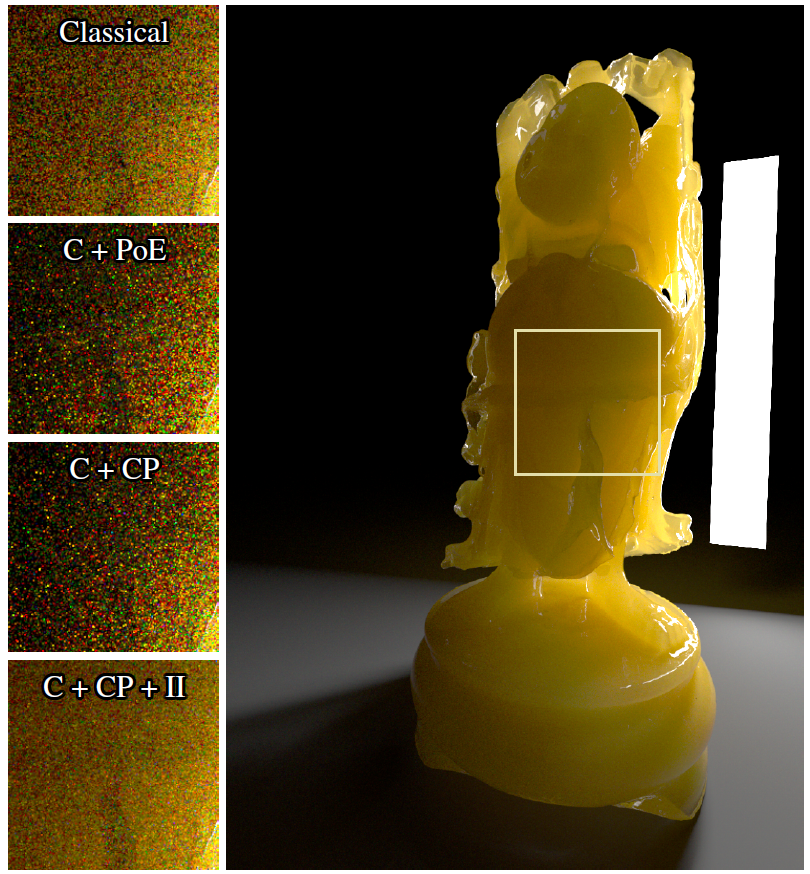 Classical
C + PoE
C + CP
C + CP + II